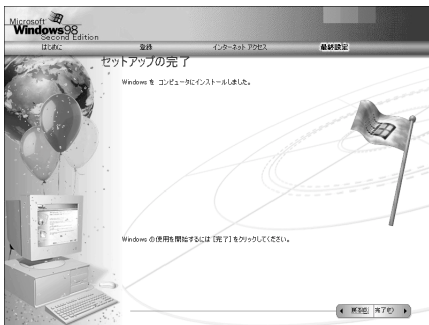 Microsoft
Windows98
Second Edition
はじめに 登録 インターネット アクセス 最終設定
セットアップの完了
Windows を コンピュータにインストールしました。
Windows の使用を開始するには [完了] をクリックしてください。
戻る(B) 完了(F)